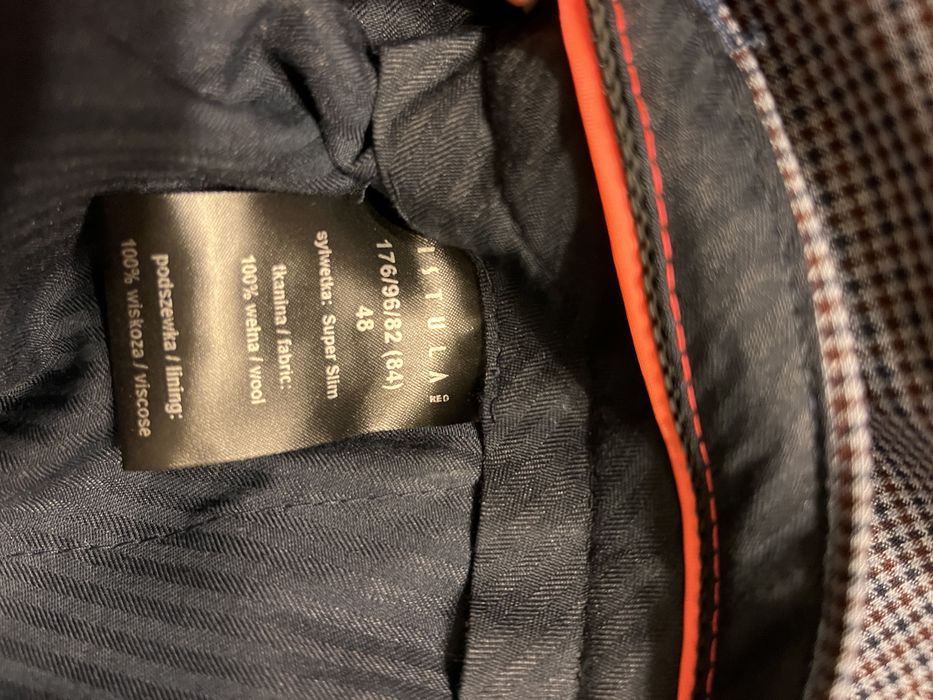 ISTULA
RED
176/96/82 (84)
48
sylwetka: Super Slim
tkanina / fabric:
100% wełna / wool
podszewka / lining:
100% wiskoza / viscose